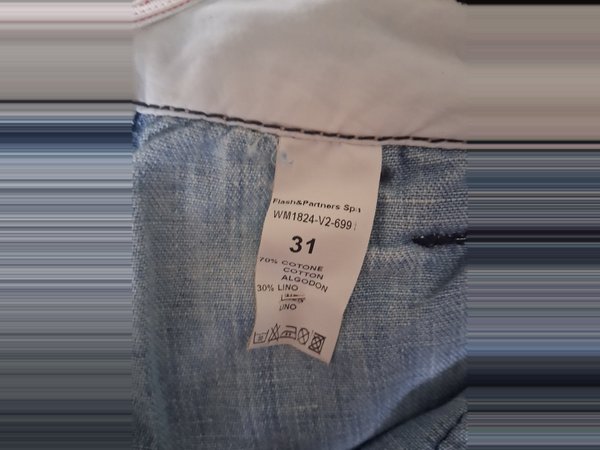 Flash&Partners Spa
WM1824-V2-699
31
70% COTONE
COTTON
ALGODON
30% LINO
LINO